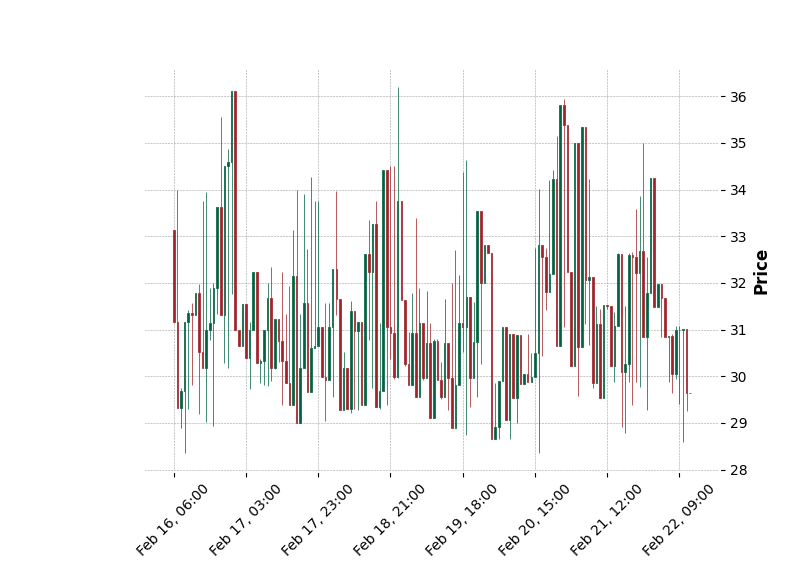 36
35
34
33
32
31
30
29
28
Price
Feb 16, 06:00
Feb 17, 03:00
Feb 17, 23:00
Feb 18, 21:00
Feb 19, 18:00
Feb 20, 15:00
Feb 21, 12:00
Feb 22, 09:00